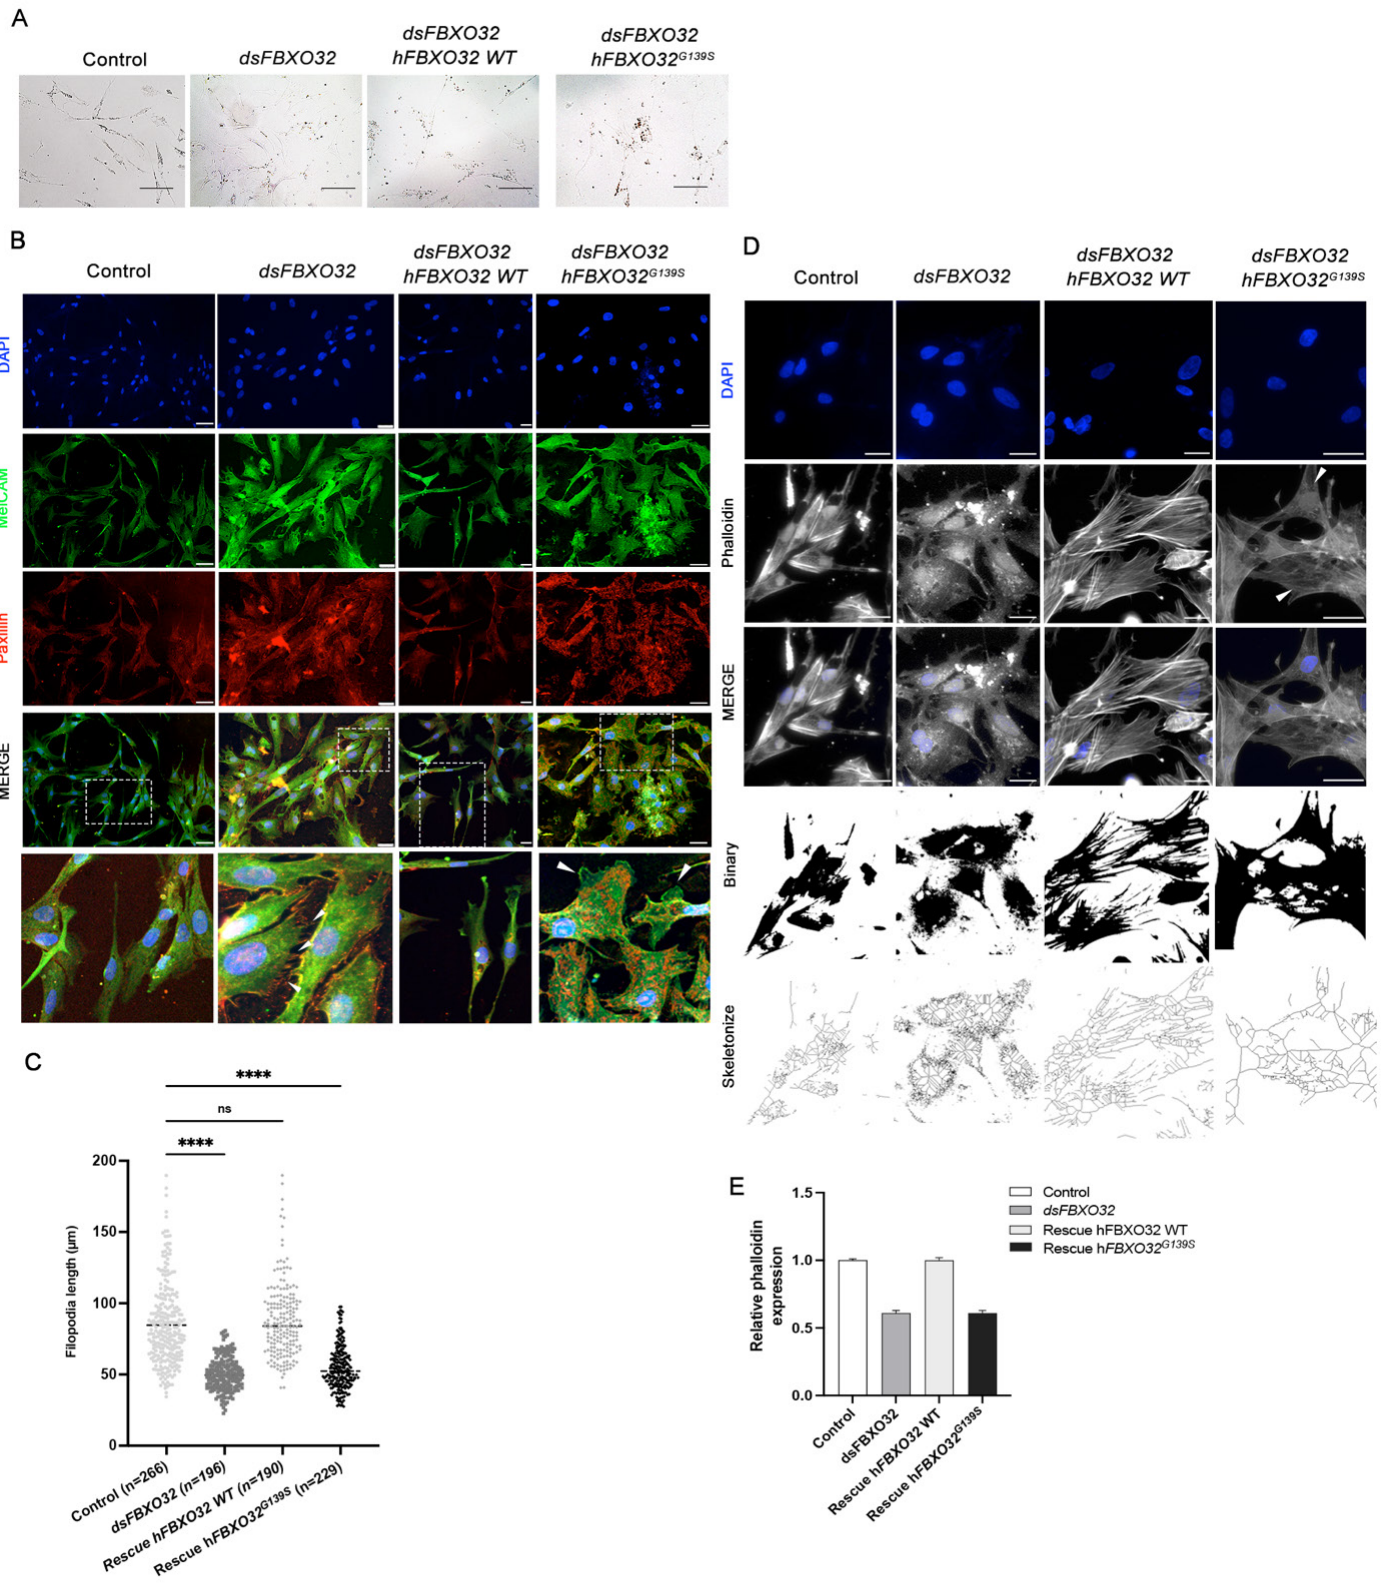 A
Control
dsFBXO32
dsFBXO32
hFBXO32 WT
dsFBXO32
hFBXO32G139S
B
Control
dsFBXO32
dsFBXO32
hFBXO32 WT
dsFBXO32
hFBXO32G139S
DAPI
MelCAM
Paxillin
MERGE
C
****
ns
****
Filopodia length (µm)
200
150
100
50
0
Control (n=266)
dsFBXO32 (n=196)
Rescue hFBXO32 WT (n=190)
Rescue hFBXO32G139S (n=229)
D
Control
dsFBXO32
dsFBXO32
hFBXO32 WT
dsFBXO32
hFBXO32G139S
DAPI
Phalloidin
MERGE
Binary
Skeletonize
E
Relative phalloidin
expression
1.5
1.0
0.5
0.0
Control
dsFBXO32
Rescue hFBXO32 WT
Rescue hFBXO32G139S
Control
dsFBXO32
Rescue hFBXO32 WT
Rescue hFBXO32G139S